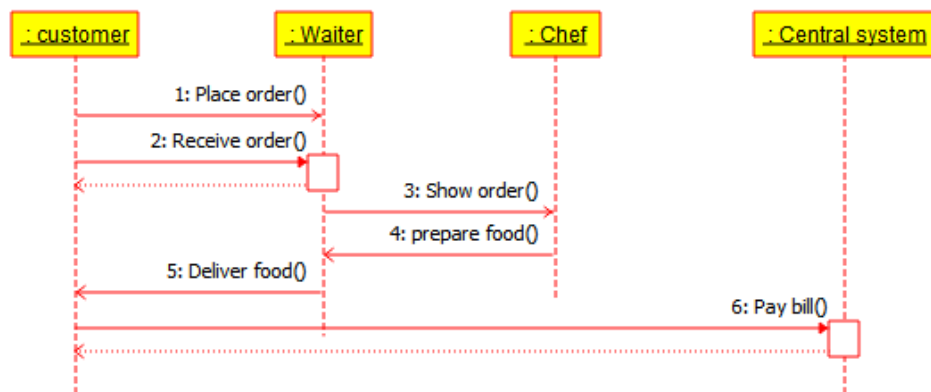 : customer
: Waiter
: Chef
: Central system
1: Place order()
2: Receive order()
3: Show order()
4: prepare food()
5: Deliver food()
6: Pay bill()